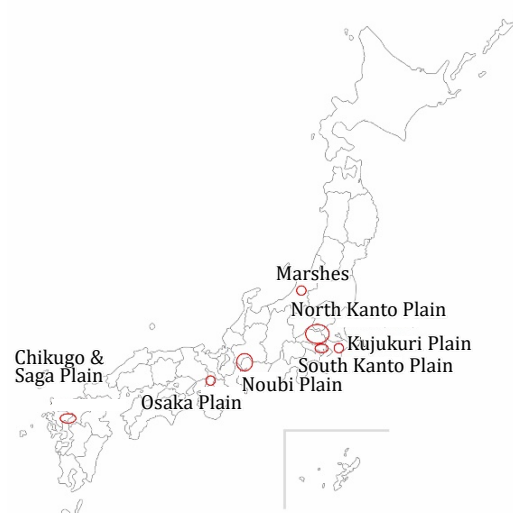 Marshes
North Kanto Plain
Kujukuri Plain
South Kanto Plain
Chikugo &
Saga Plain
Noubi Plain
Osaka Plain